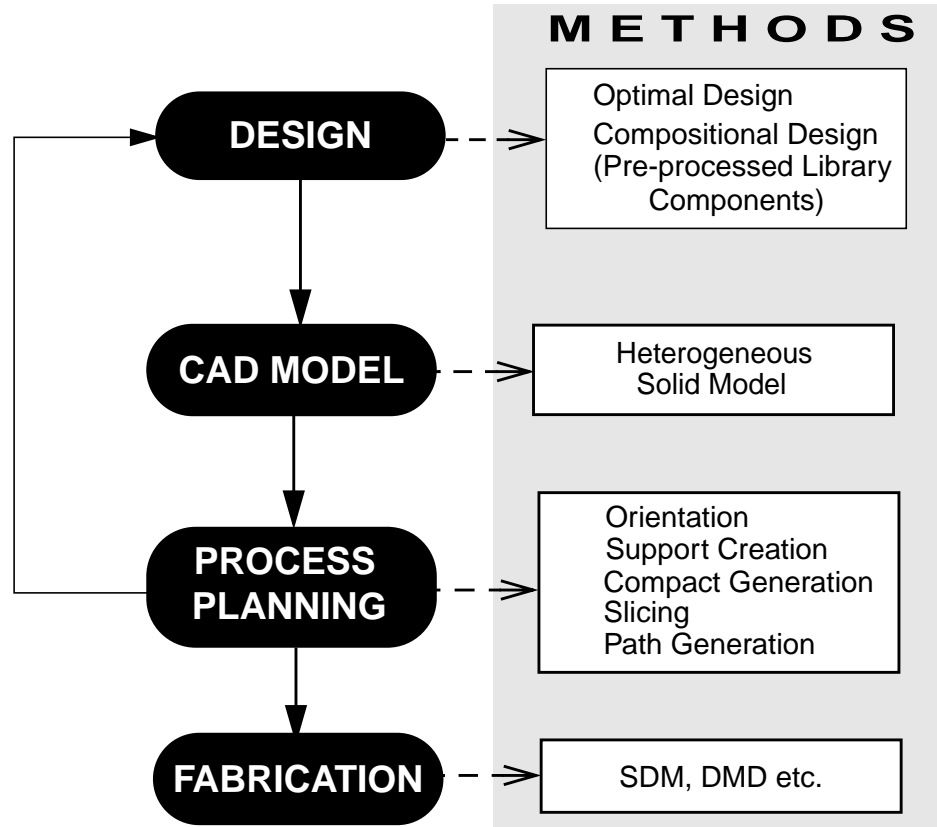 METHODS
DESIGN
Optimal Design
Compositional Design
(Pre-processed Library
Components)
CAD MODEL
Heterogeneous
Solid Model
PROCESS
PLANNING
Orientation
Support Creation
Compact Generation
Slicing
Path Generation
FABRICATION
SDM, DMD etc.